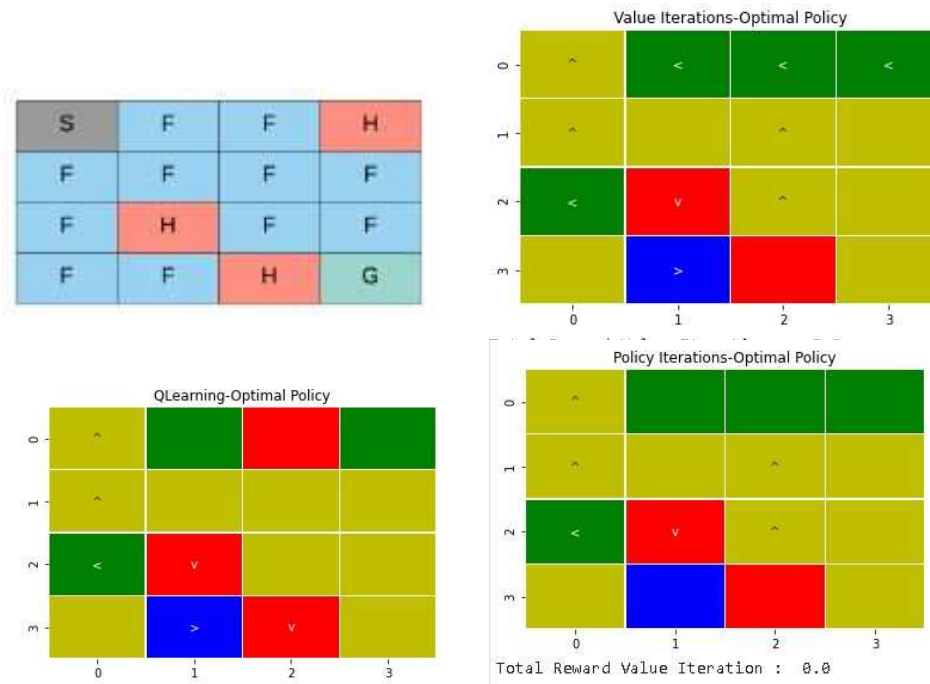 S F F H
F F F F
F H F F
F F H G
Value Iterations-Optimal Policy
0 ^ < < <
1 ^ ^
2 < v ^
3 >
0 1 2 3
QLearning-Optimal Policy
0 ^
1 ^
2 < v
3 > v
0 1 2 3
Policy Iterations-Optimal Policy
0 ^
1 ^ ^
2 < v ^
3
0 1 2 3
Total Reward Value Iteration : 0.0